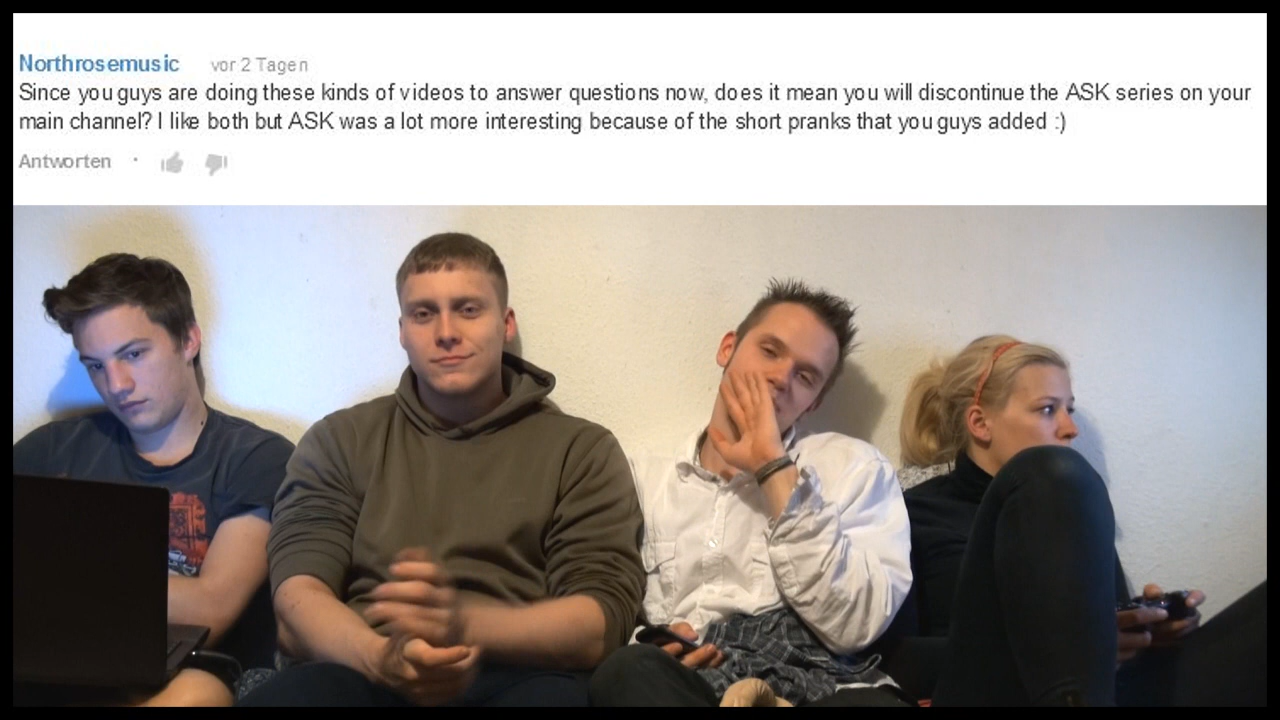 Northrosemusic vor 2 Tagen
Since you guys are doing these kinds of videos to answer questions now, does it mean you will discontinue the ASK series on your
main channel? I like both but ASK was a lot more interesting because of the short pranks that you guys added :)
Antworten ·